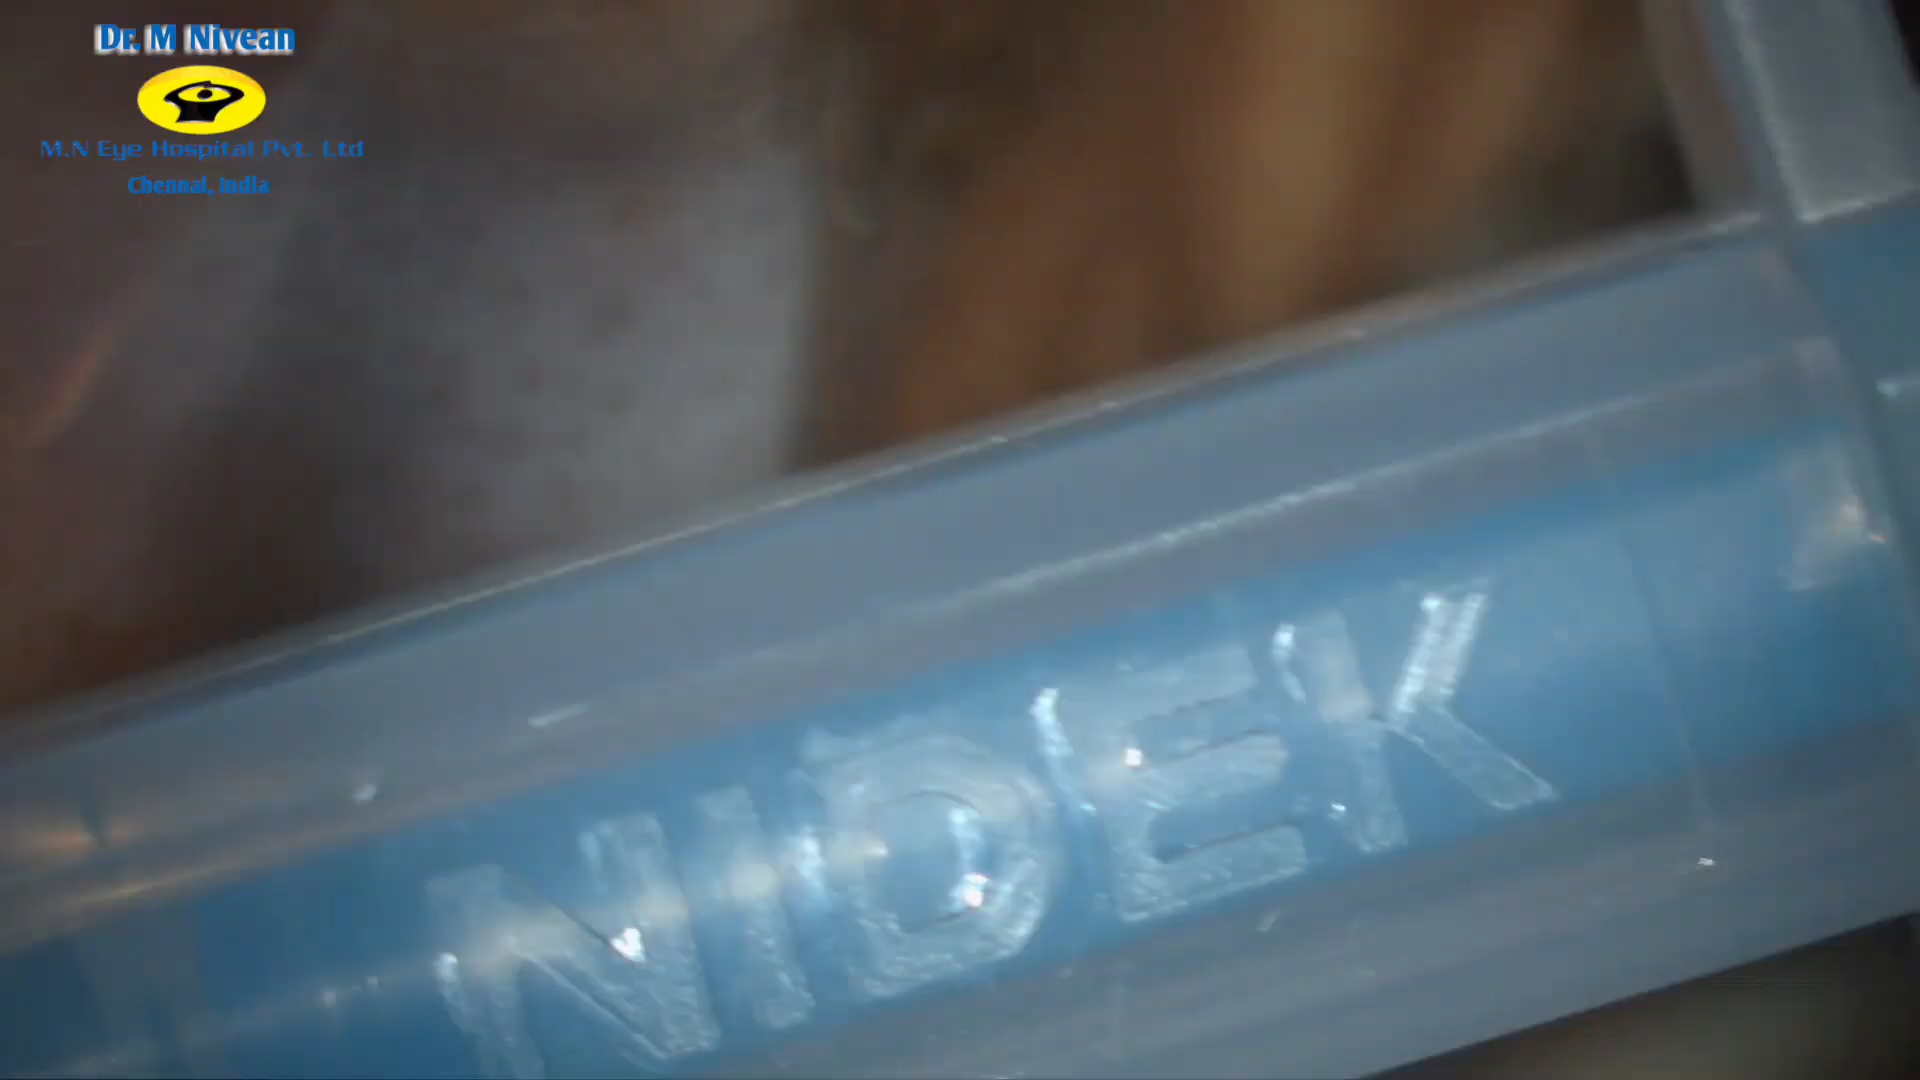 Dr. M Nivean
M.N Eye Hospital Pvt. Ltd
Chennai, India
NIDEK